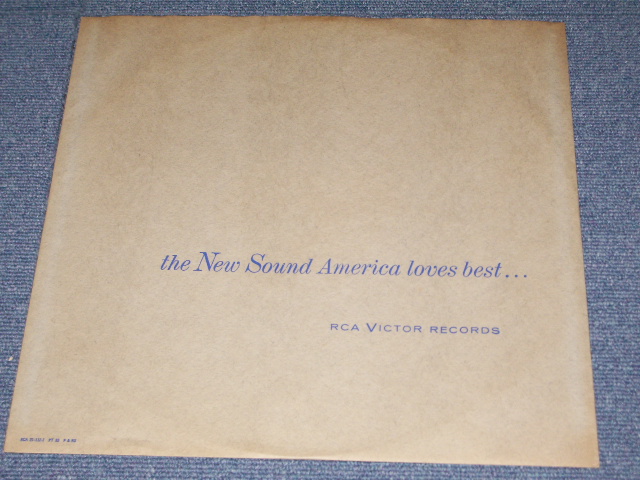 the New Sound America loves best...
RCA VICTOR RECORDS